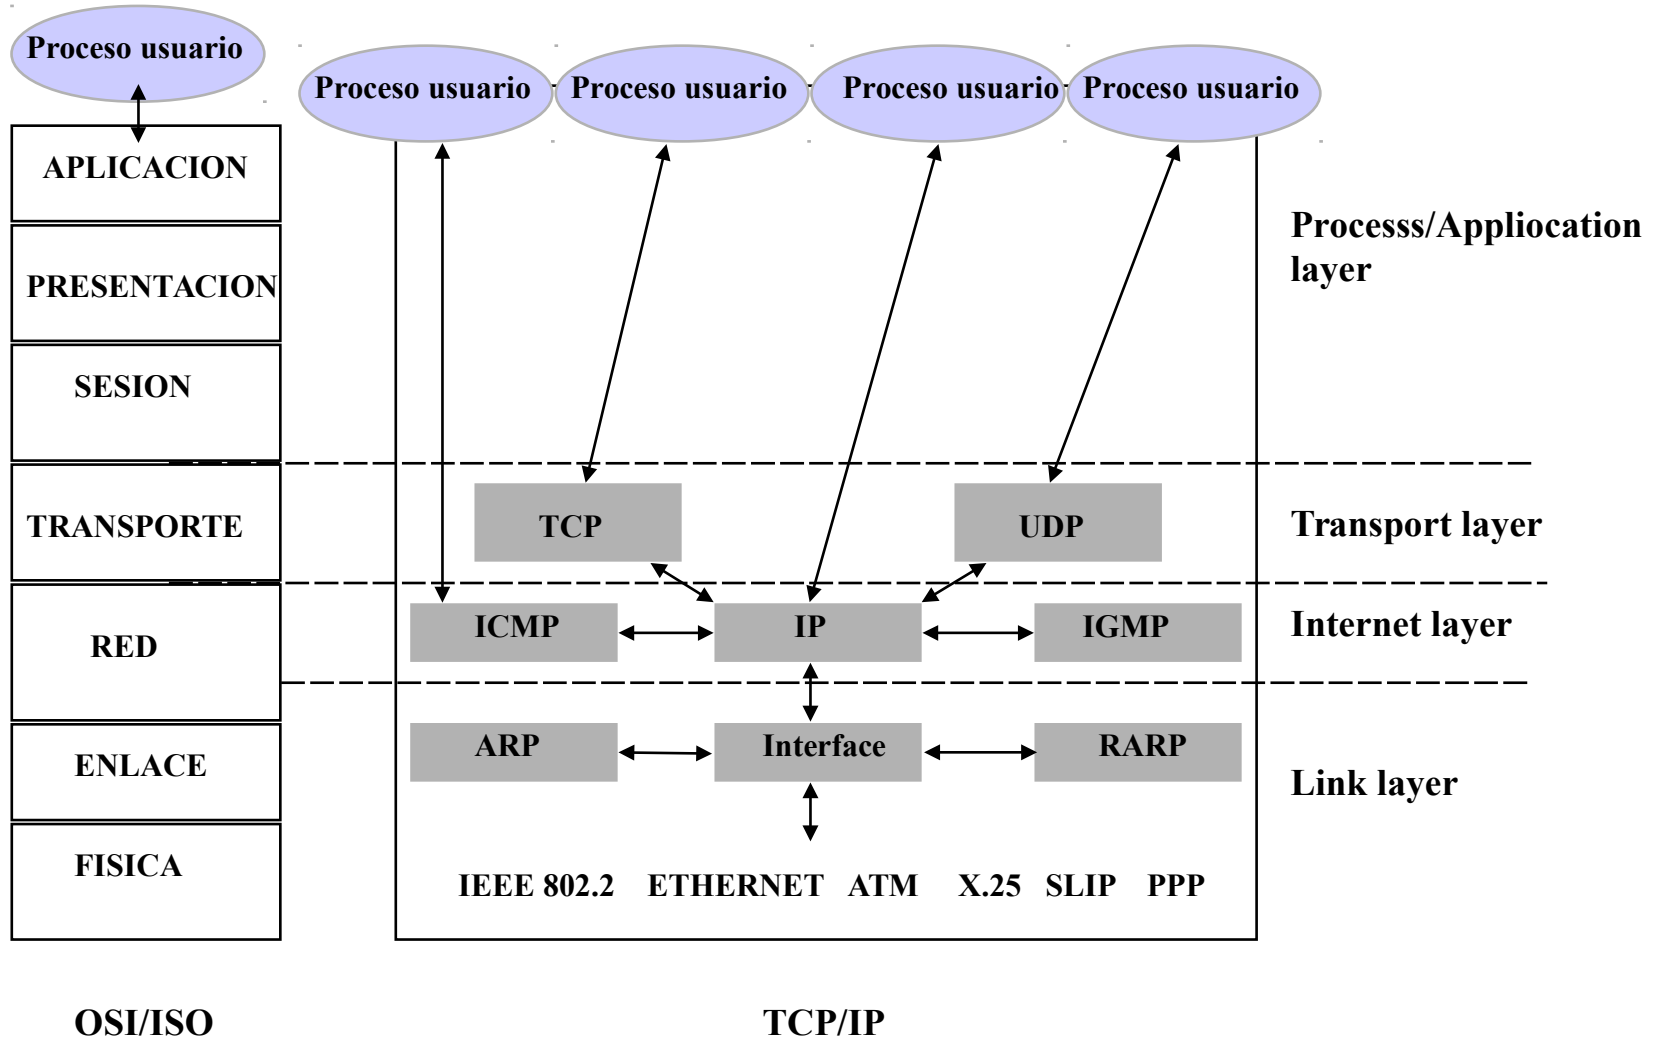 Proceso usuario
Proceso usuario
Proceso usuario
Proceso usuario
Proceso usuario
APLICACION
PRESENTACION
SESION
TRANSPORTE
RED
ENLACE
FISICA
TCP
UDP
ICMP
IP
IGMP
ARP
Interface
RARP
IEEE 802.2 ETHERNET ATM X.25 SLIP PPP
Processs/Appliocation
layer
Transport layer
Internet layer
Link layer
OSI/ISO
TCP/IP